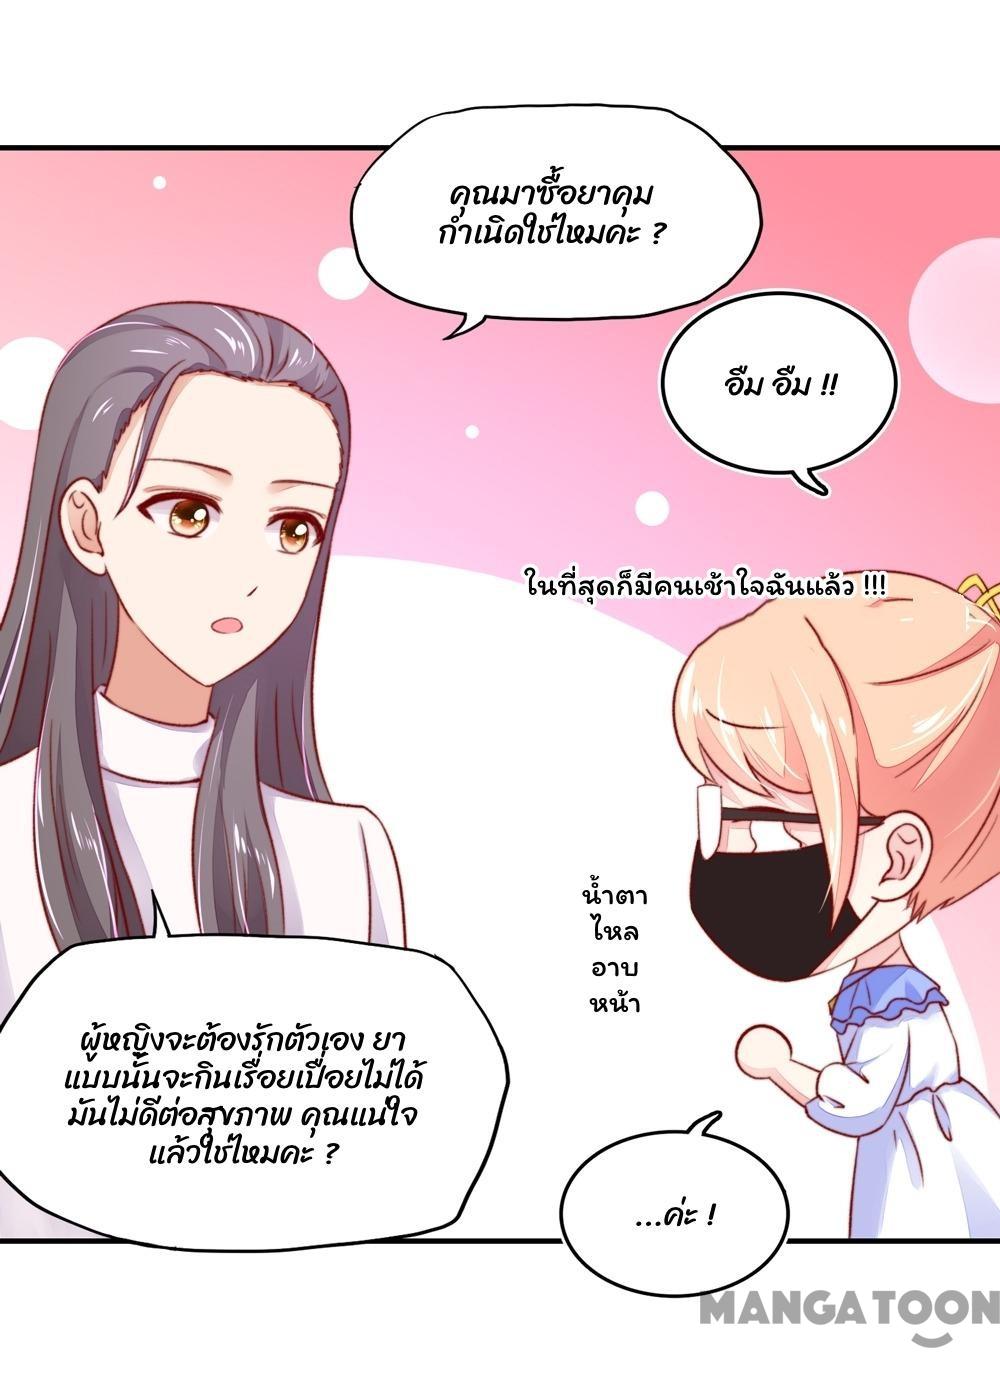 คุณมาซื้อยาคุม
กำเนิดใช่ไหมคะ ?
อืม อืม !!
ในที่สุดก็มีคนเข้าใจฉันแล้ว !!!
น้ำตา
ไหล
อาบ
หน้า
ผู้หญิงจะต้องรักตัวเอง ยา
แบบนั้นจะกินเรื่อยเปื่อยไม่ได้
มันไม่ดีต่อสุขภาพ คุณแน่ใจ
แล้วใช่ไหมคะ ?
...ค่ะ !
MANGATOON